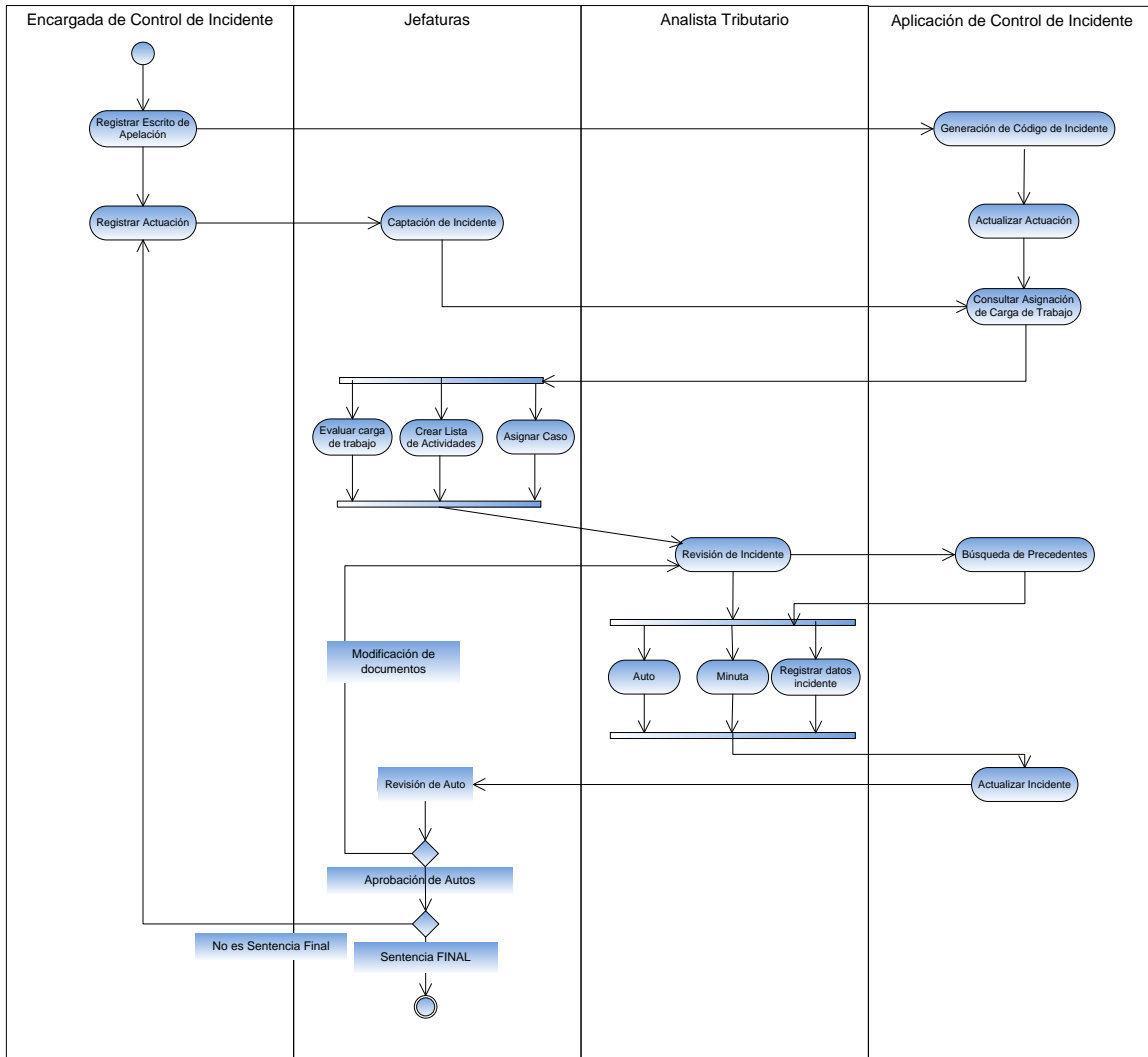 Encargada de Control de Incidente
Jefaturas
Analista Tributario
Aplicación de Control de Incidente
Registrar Escrito de
Apelación
Generación de Código de Incidente
Registrar Actuación
Captación de Incidente
Actualizar Actuación
Consultar Asignación
de Carga de Trabajo
Evaluar carga
de trabajo
Crear Lista
de Actividades
Asignar Caso
Revisión de Incidente
Búsqueda de Precedentes
Modificación de
documentos
Auto
Minuta
Registrar datos
incidente
Revisión de Auto
Actualizar Incidente
Aprobación de Autos
No es Sentencia Final
Sentencia FINAL